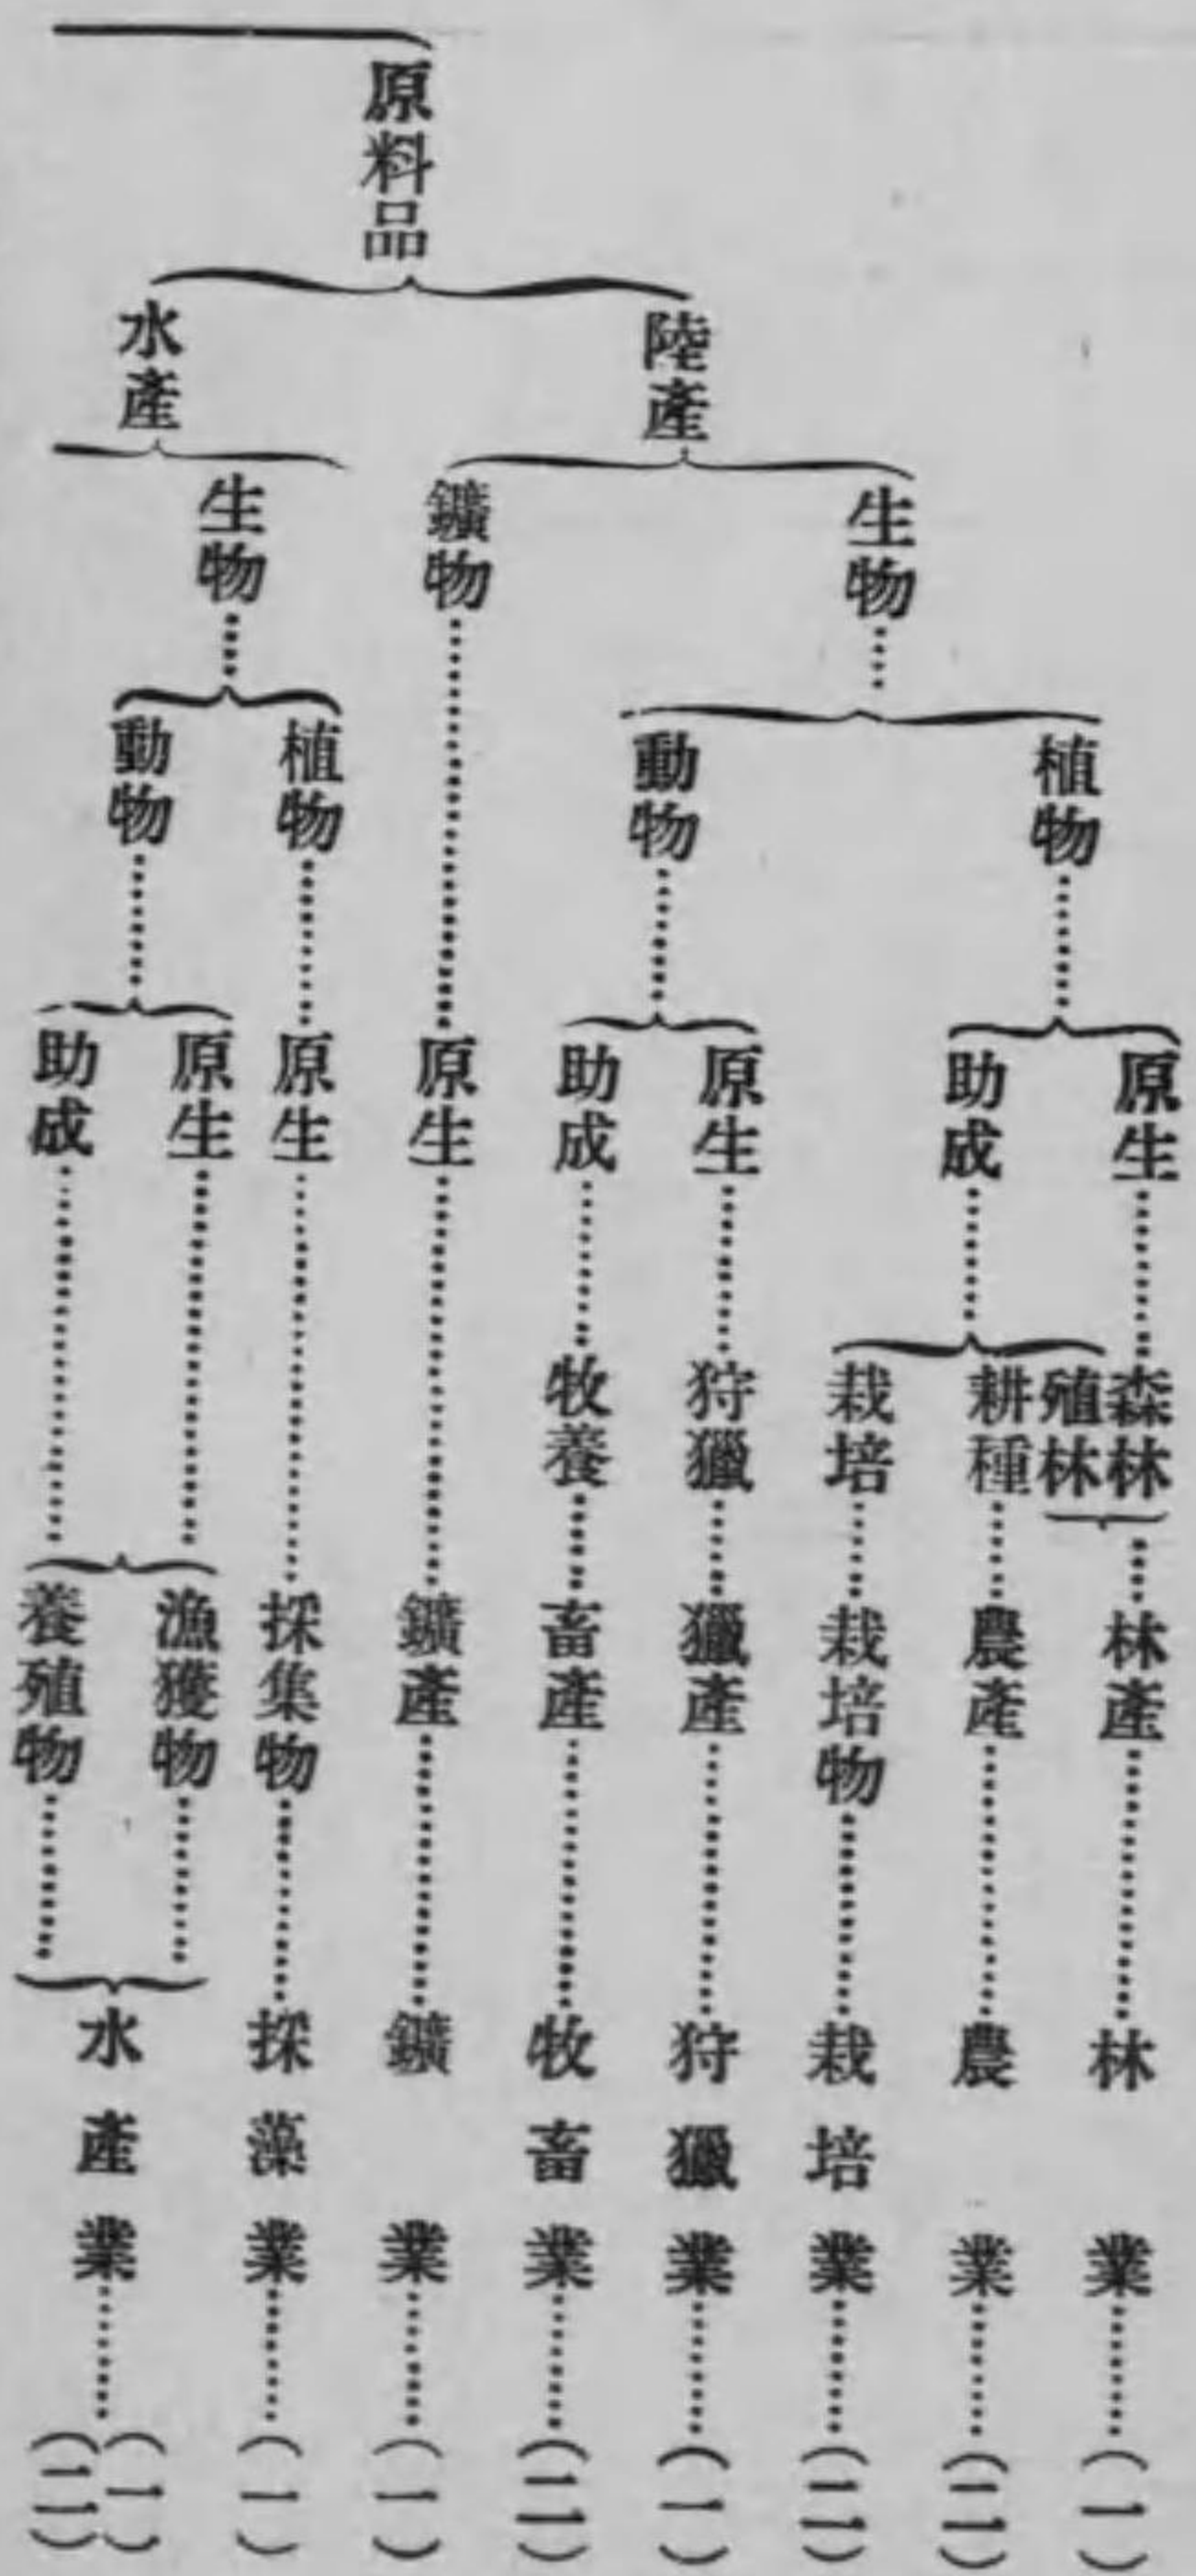 原料品
陸產
生物
植物
原生
森林
林產
林業
(一)
助成
殖林
耕種
農產
農業
(二)
栽培
栽培物
栽培業
(二)
動物
原生
狩獵
獵產
狩獵業
(一)
助成
牧養
畜產
牧畜業
(二)
鑛物
原生
鑛產
鑛業
(一)
水產
生物
植物
原生
採集物
採藻業
(一)
動物
原生
漁獲物
助成
養殖物
水產業
(一)
(二)